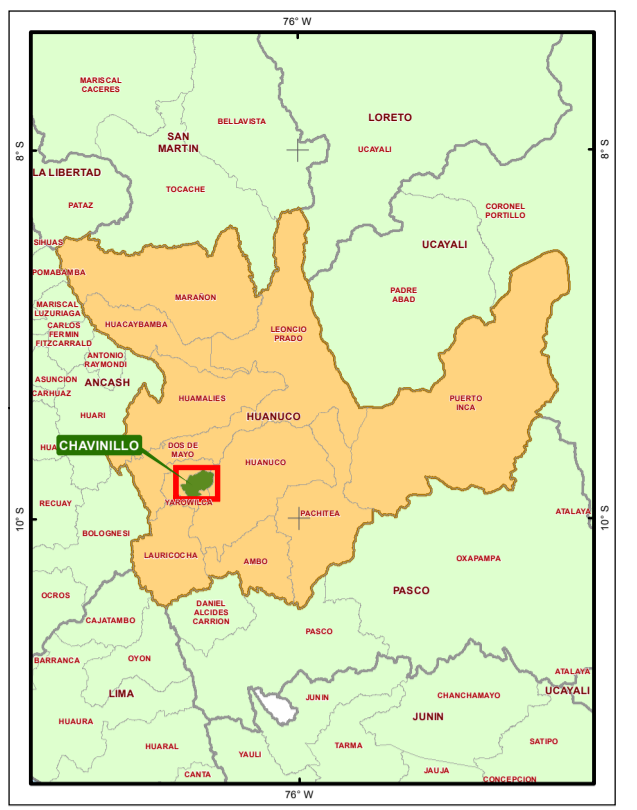 76° W
MARISCAL
CACERES
BELLAVISTA
LORETO
SAN
MARTIN
UCAYALI
8° S
8° S
LA LIBERTAD
TOCACHE
PATAZ
CORONEL
PORTILLO
SIHUAS
UCAYALI
POMABAMBA
PADRE
ABAD
MARAÑON
MARISCAL
LUZURIAGA
HUACAYBAMBA
CARLOS
FERMIN
FITZCARRALD
LEONCIO
PRADO
ANTONIO
RAYMONDI
ASUNCION
ANCASH
CARHUAZ
HUAMALIES
PUERTO
INCA
HUARI
HUANUCO
HUA
CHAVINILLO
DOS DE
MAYO
HUANUCO
YAROWILCA
RECUAY
PACHITEA
ATALAYA
10° S
10° S
BOLOGNESI
LAURICOCHA
AMBO
OXAPAMPA
OCROS
PASCO
DANIEL
ALCIDES
CARRION
CAJATAMBO
PASCO
BARRANCA
OYON
ATALAYA
LIMA
JUNIN
CHANCHAMAYO
UCAYALI
HUAURA
JUNIN
HUARAL
YAULI
TARMA
SATIPO
CANTA
JAUJA
CONCEPCION
76° W